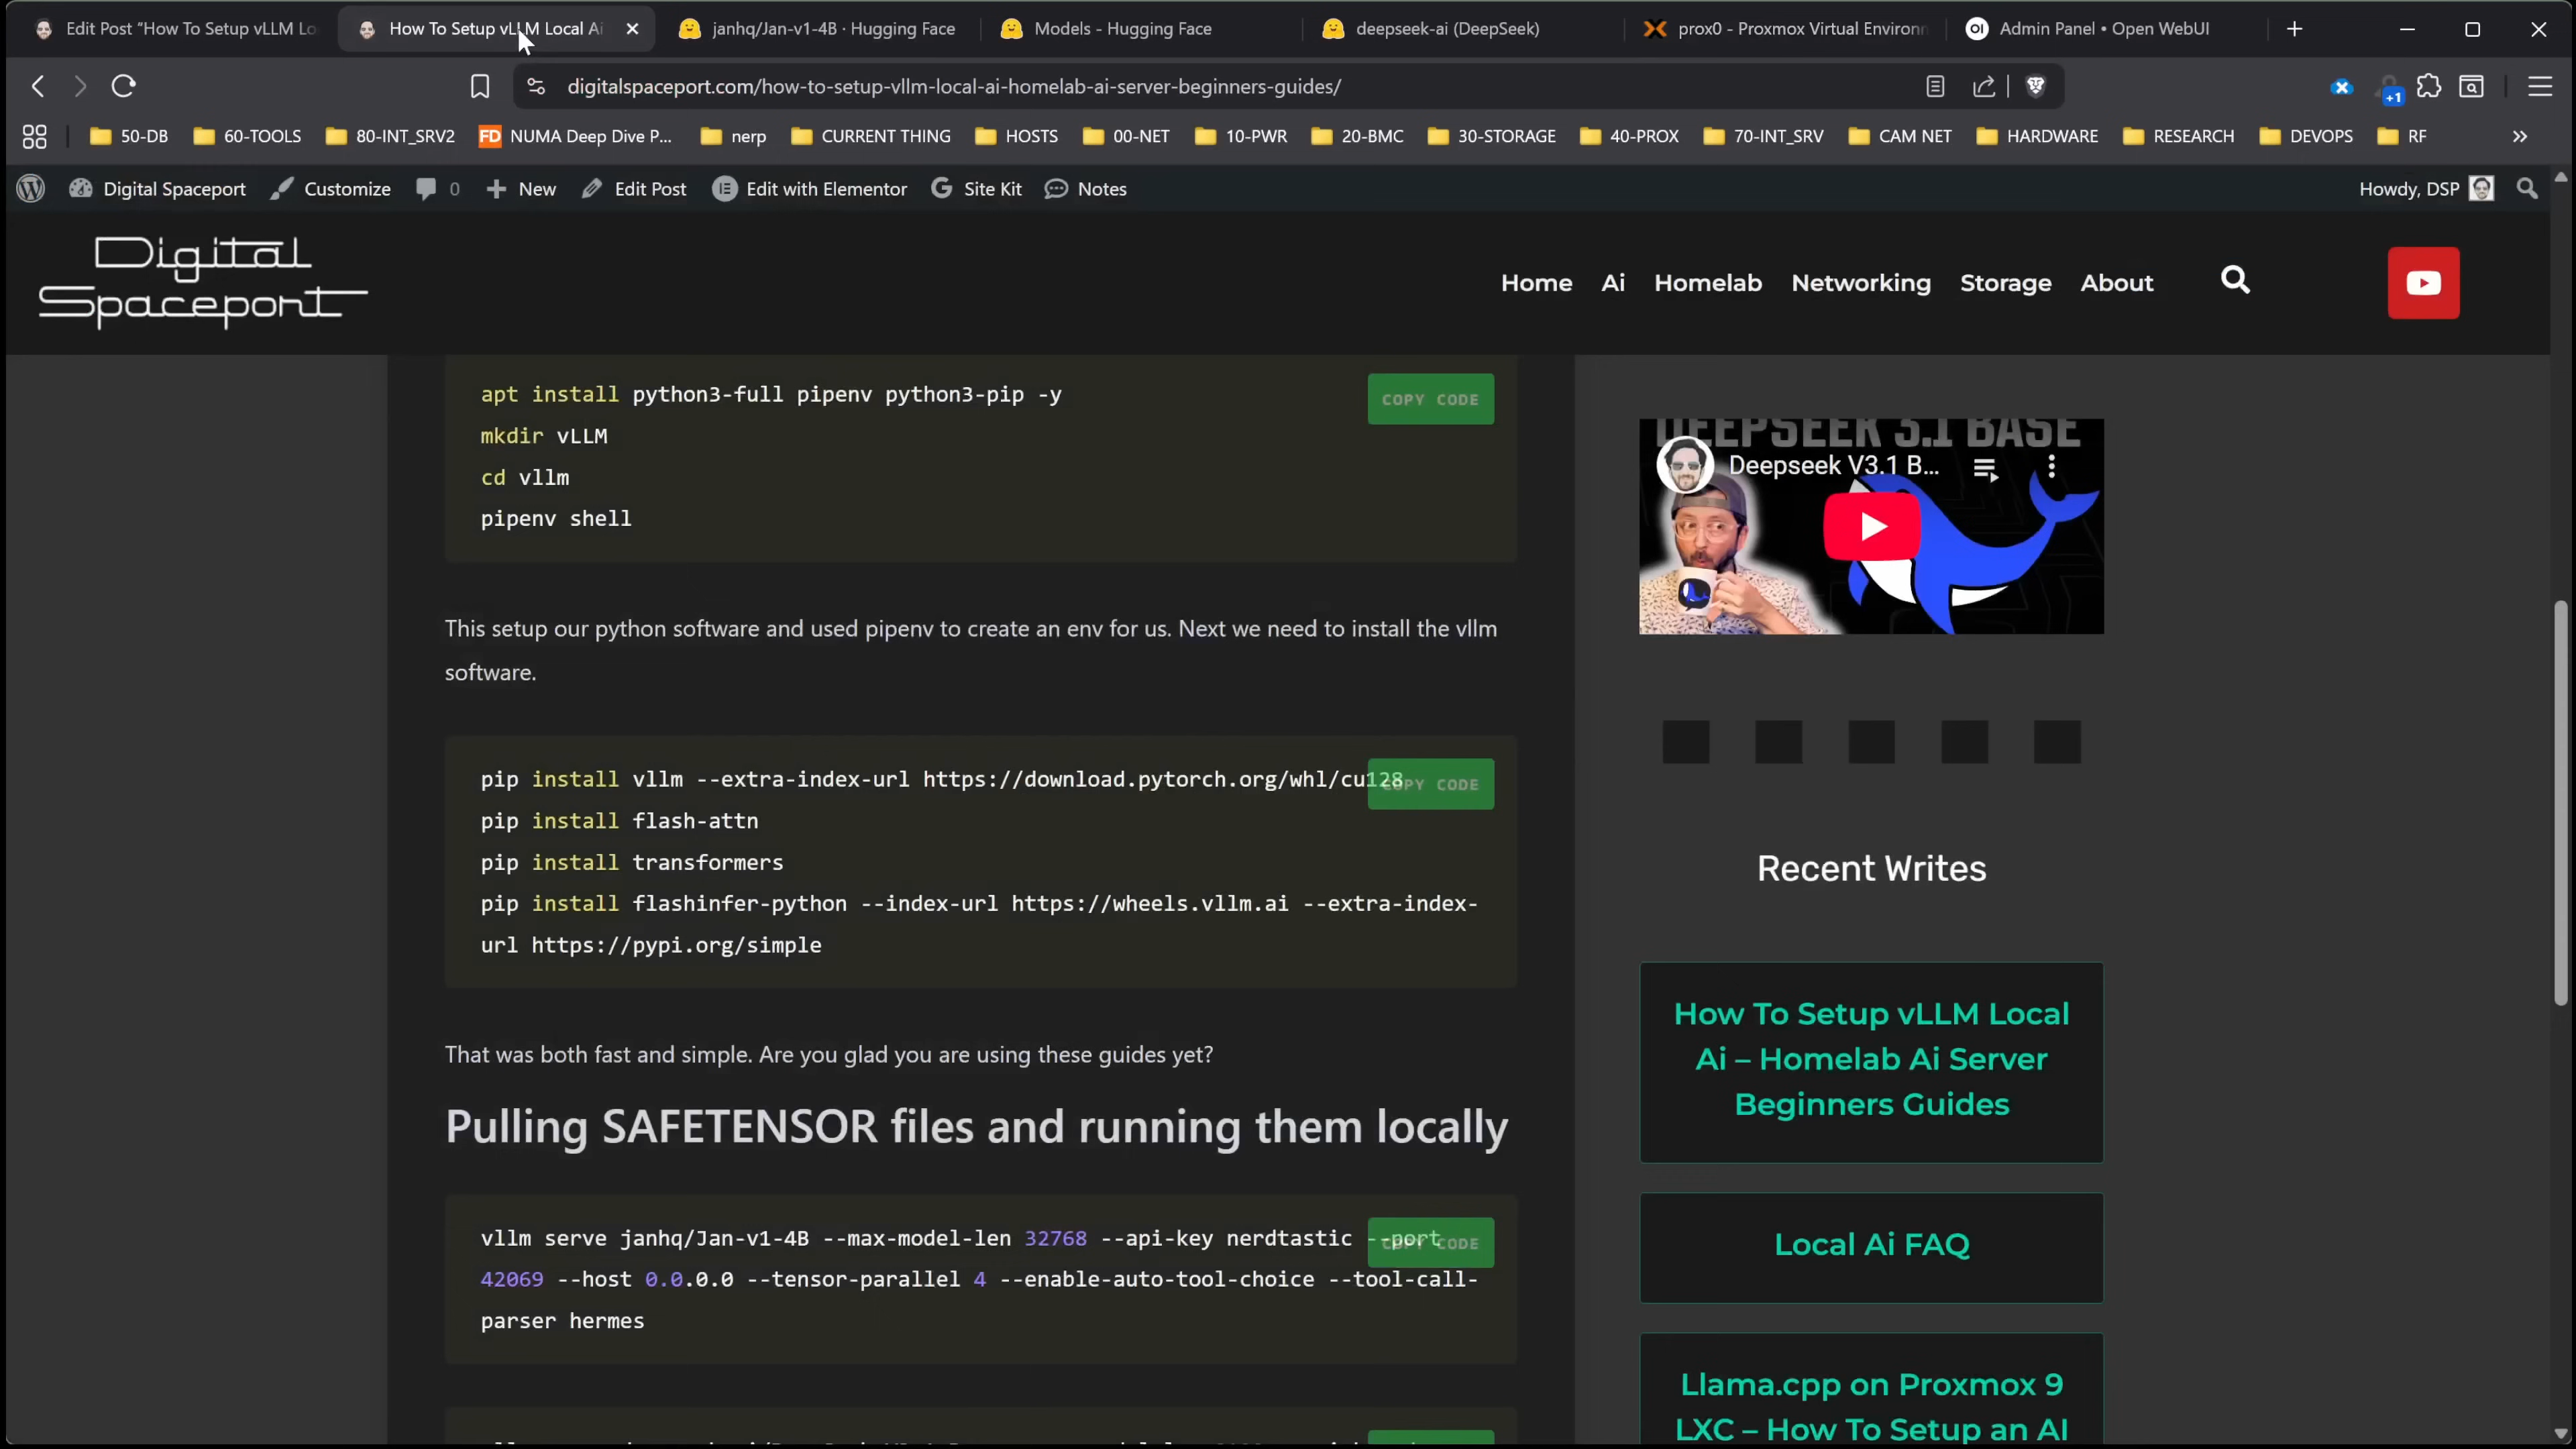 Edit Post “How To Setup vLLM Lo
How To Setup vLLM Local Ai
janhq/Jan-v1-4B · Hugging Face
Models - Hugging Face
deepseek-ai (DeepSeek)
prox0 - Proxmox Virtual Environm
Admin Panel • Open WebUI
digitalspaceport.com/how-to-setup-vllm-local-ai-homelab-ai-server-beginners-guides/
+1
50-DB
60-TOOLS
80-INT_SRV2
FD
NUMA Deep Dive P...
nerp
CURRENT THING
HOSTS
00-NET
10-PWR
20-BMC
30-STORAGE
40-PROX
70-INT_SRV
CAM NET
HARDWARE
RESEARCH
DEVOPS
RF
Digital Spaceport
Customize
0
New
Edit Post
Edit with Elementor
Site Kit
Notes
Howdy, DSP
Digital
Spaceport
Home
Ai
Homelab
Networking
Storage
About
apt install python3-full pipenv python3-pip -y
COPY CODE
mkdir vLLM
cd vllm
pipenv shell
This setup our python software and used pipenv to create an env for us. Next we need to install the vllm
software.
pip install vllm --extra-index-url https://download.pytorch.org/whl/cu128
COPY CODE
pip install flash-attn
pip install transformers
pip install flashinfer-python --index-url https://wheels.vllm.ai --extra-index-
url https://pypi.org/simple
That was both fast and simple. Are you glad you are using these guides yet?
Pulling SAFETENSOR files and running them locally
vllm serve janhq/Jan-v1-4B --max-model-len 32768 --api-key nerdtastic --port
COPY CODE
42069 --host 0.0.0.0 --tensor-parallel 4 --enable-auto-tool-choice --tool-call-
parser hermes
DEEPSEEK 3.1 BASE
Deepseek V3.1 B...
Recent Writes
How To Setup vLLM Local
Ai – Homelab Ai Server
Beginners Guides
Local Ai FAQ
Llama.cpp on Proxmox 9
LXC – How To Setup an AI